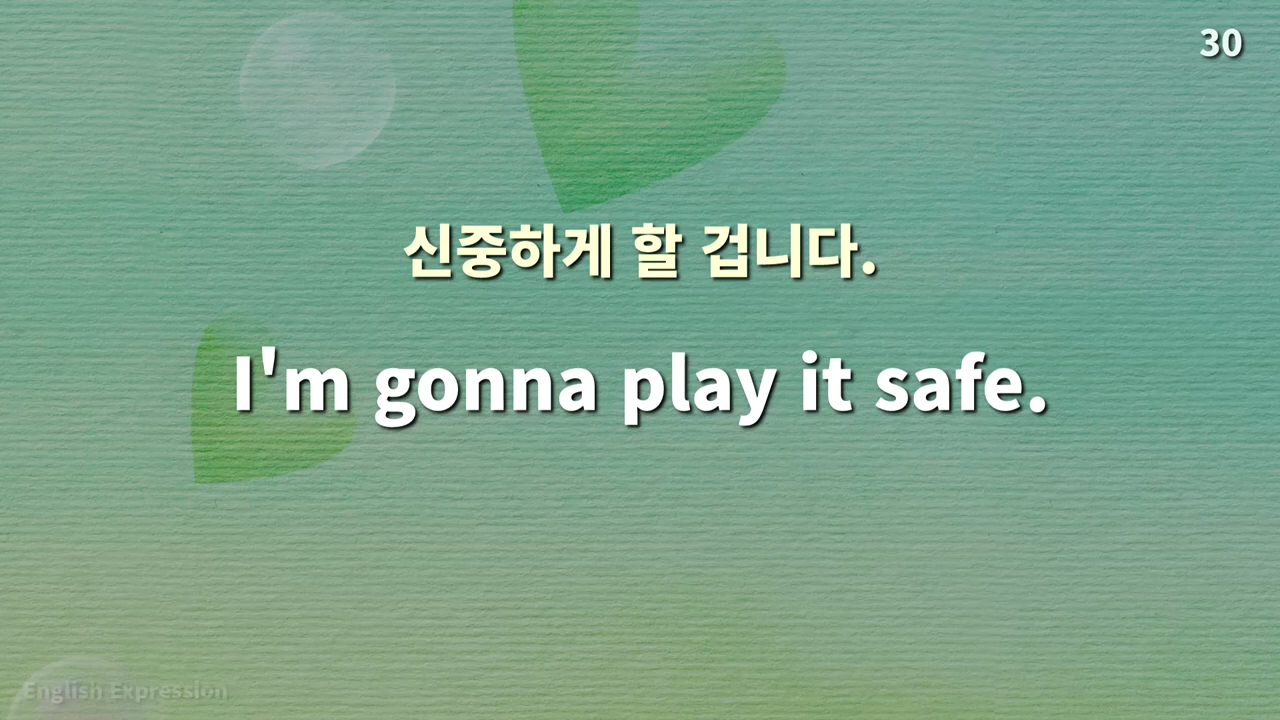 30
신중하게 할 겁니다.
I'm gonna play it safe.
English Expression